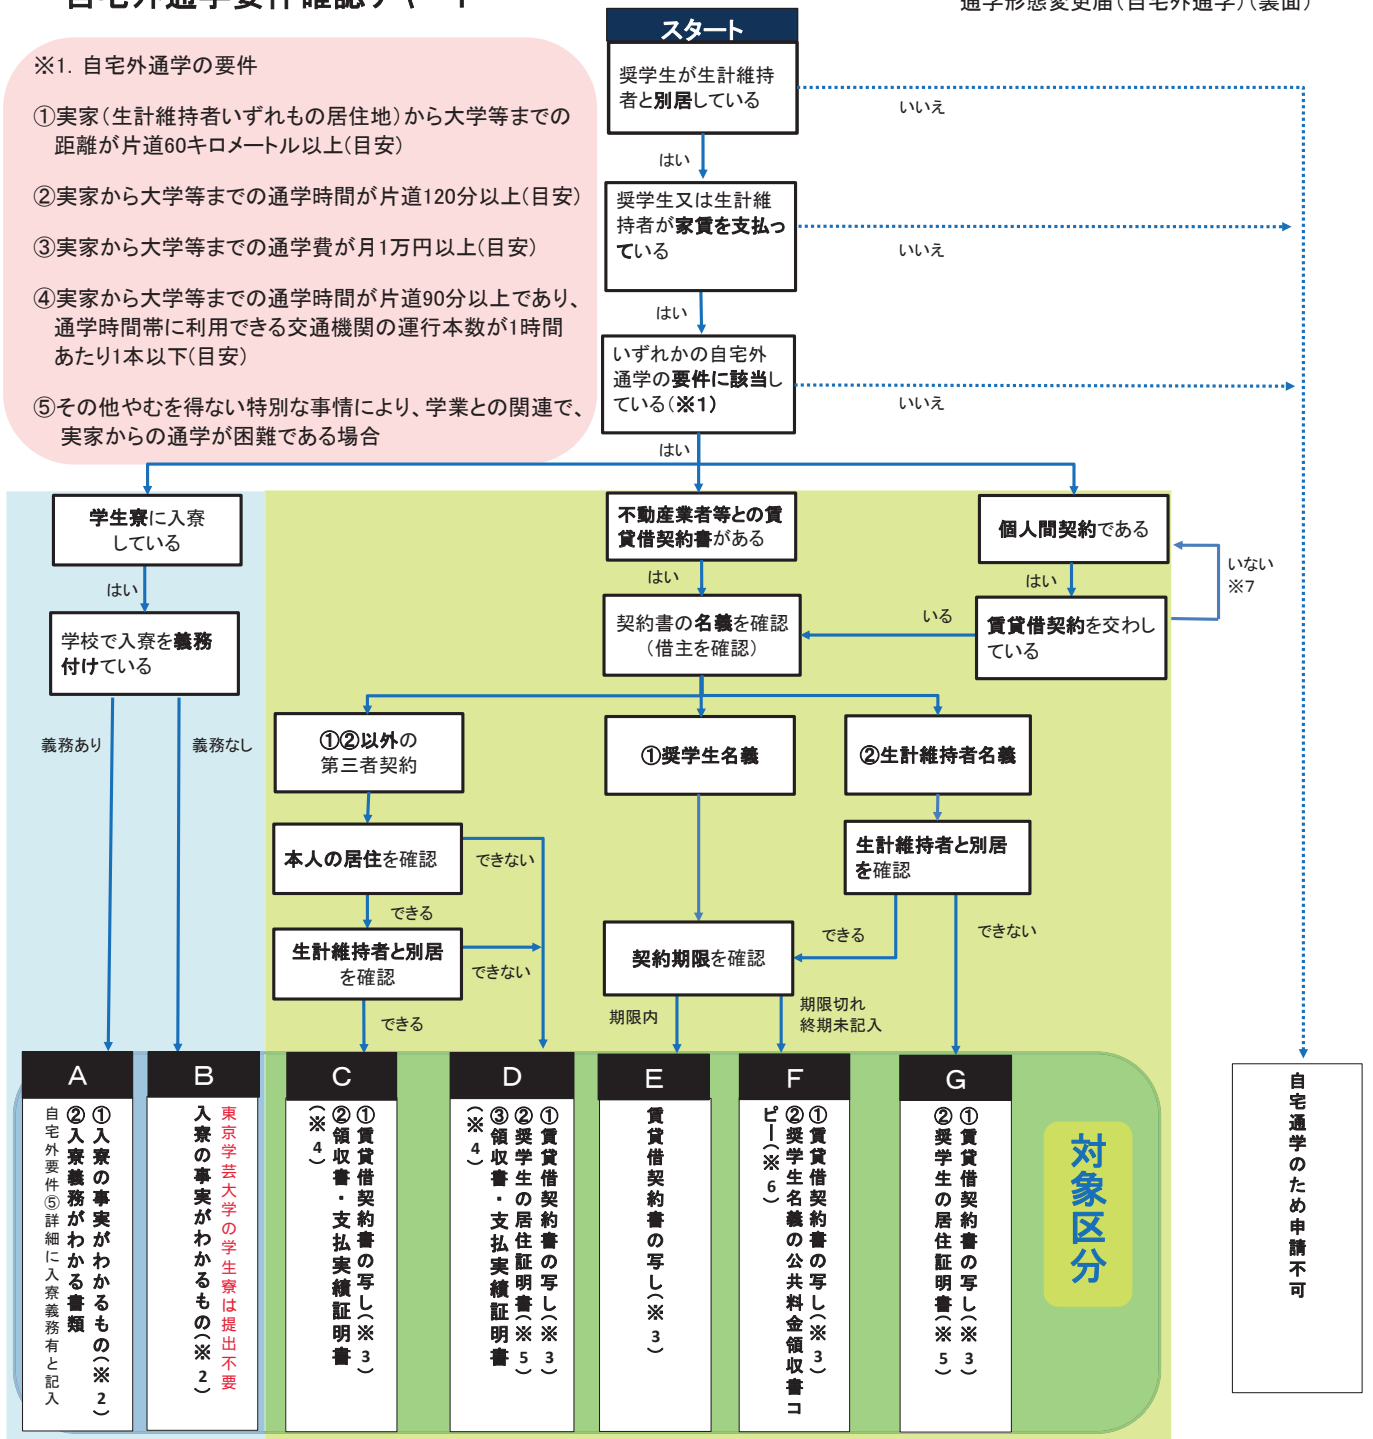 自宅外通学要件確認チャート
通学形態変更届(自宅外通学)(裏面)
※1. 自宅外通学の要件
①実家(生計維持者いずれもの居住地)から大学等までの
距離が片道60キロメートル以上(目安)
②実家から大学等までの通学時間が片道120分以上(目安)
③実家から大学等までの通学費が月1万円以上(目安)
④実家から大学等までの通学時間が片道90分以上であり、
通学時間帯に利用できる交通機関の運行本数が1時間
あたり1本以下(目安)
⑤その他やむを得ない特別な事情により、学業との関連で、
実家からの通学が困難である場合
スタート
奨学生が生計維持
者と別居している
いいえ
はい
奨学生又は生計維
持者が家賃を支払っ
ている
いいえ
はい
いずれかの自宅外
通学の要件に該当し
ている(※1)
いいえ
はい
学生寮に入寮
している
はい
学校で入寮を義務
付けている
義務あり
義務なし
不動産業者等との賃
貸借契約書がある
はい
契約書の名義を確認
(借主を確認)
個人間契約である
はい
いない
※7
賃貸借契約を交わし
ている
いる
①②以外の
第三者契約
①奨学生名義
②生計維持者名義
本人の居住を確認
できない
できる
生計維持者と別居
を確認
できない
できる
生計維持者と別居
を確認
できる
できない
契約期限を確認
期限内
期限切れ
終期未記入
A
①入寮の事実がわかるもの(※2)
②入寮義務がわかる書類
自宅外要件⑤詳細に入寮義務有と記入
B
東京学芸大学の学生寮は提出不要
入寮の事実がわかるもの(※2)
C
①賃貸借契約書の写し(※3)
②領収書・支払実績証明書
(※4)
D
①賃貸借契約書の写し(※3)
②奨学生の居住証明書(※5)
③領収書・支払実績証明書
(※4)
E
賃貸借契約書の写し(※3)
F
①賃貸借契約書の写し(※3)
②奨学生名義の公共料金領収書コ
ピー(※6)
G
①賃貸借契約書の写し(※3)
②奨学生の居住証明書(※5)
対象区分
自宅通学のため申請不可